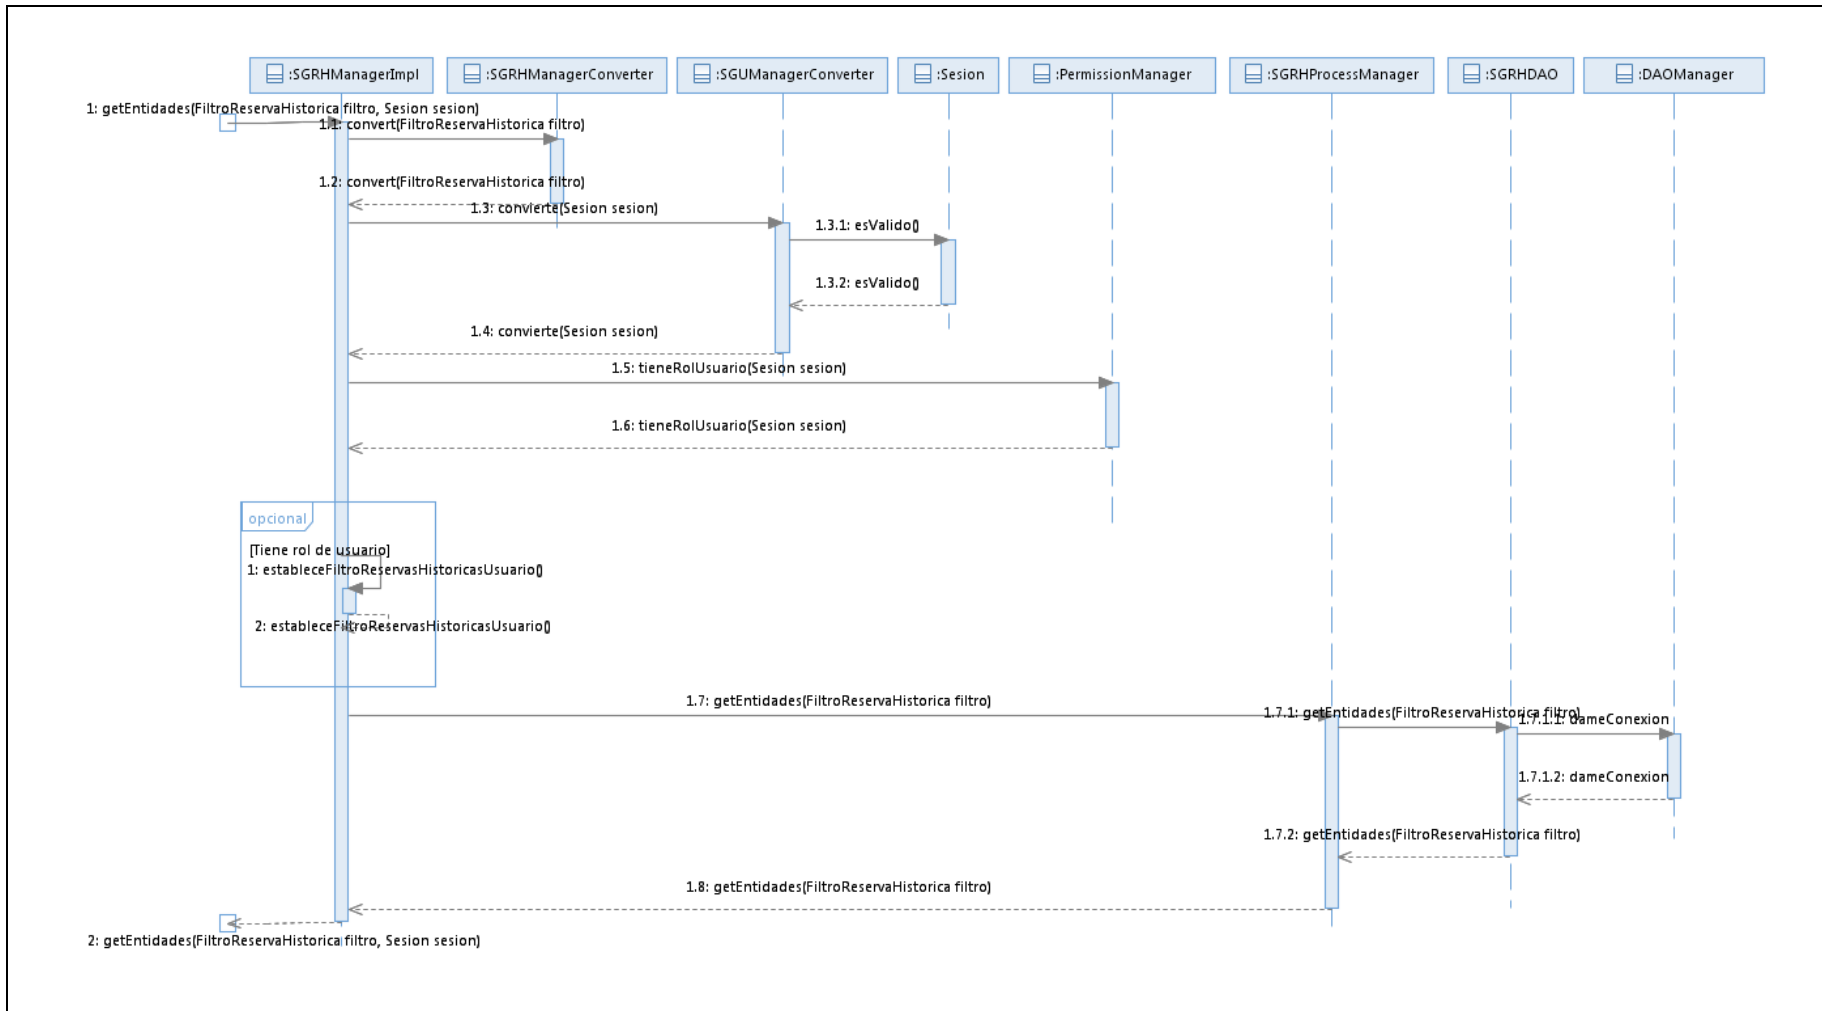 :SGRHManagerImpl
:SGRHManagerConverter
:SGUManagerConverter
:Sesion
:PermissionManager
:SGRHProcessManager
:SGRHDAO
:DAOManager
1: getEntidades(FiltroReservaHistorica filtro, Sesion sesion)
1.1: convert(FiltroReservaHistorica filtro)
1.2: convert(FiltroReservaHistorica filtro)
1.3: convierte(Sesion sesion)
1.3.1: esValido()
1.3.2: esValido()
1.4: convierte(Sesion sesion)
1.5: tieneRolUsuario(Sesion sesion)
1.6: tieneRolUsuario(Sesion sesion)
opcional
[Tiene rol de usuario]
1: estableceFiltroReservasHistoricasUsuario()
2: estableceFiltroReservasHistoricasUsuario()
1.7: getEntidades(FiltroReservaHistorica filtro)
1.7.1: getEntidades(FiltroReservaHistorica filtro)
1.7.1.1: dameConexion
1.7.1.2: dameConexion
1.7.2: getEntidades(FiltroReservaHistorica filtro)
1.8: getEntidades(FiltroReservaHistorica filtro)
2: getEntidades(FiltroReservaHistorica filtro, Sesion sesion)